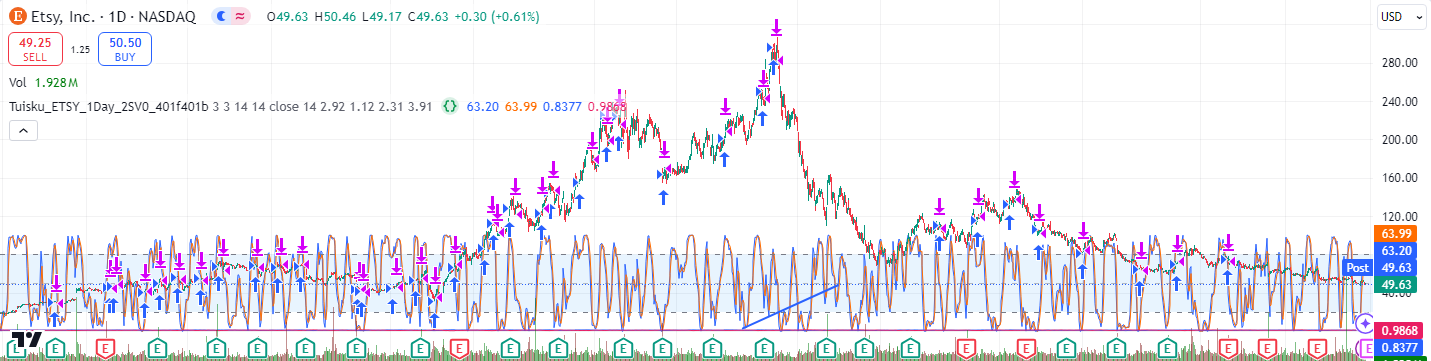 E Etsy, Inc. · 1D · NASDAQ ≈ O49.63 H50.46 L49.17 C49.63 +0.30 (+0.61%)
USD
49.25
SELL
1.25
50.50
BUY
Vol 1.928 M
Tuisku_ETSY_1Day_2SV0_401f401b 3 3 14 14 close 14 2.92 1.12 2.31 3.91 {} 63.20 63.99 0.8377 0.9868
280.00
240.00
200.00
160.00
120.00
63.99
63.20
Post 49.63
49.63
40.00
0.9868
0.8377
E E E E E E E E E E E E E E E E E E E E E E E E E E